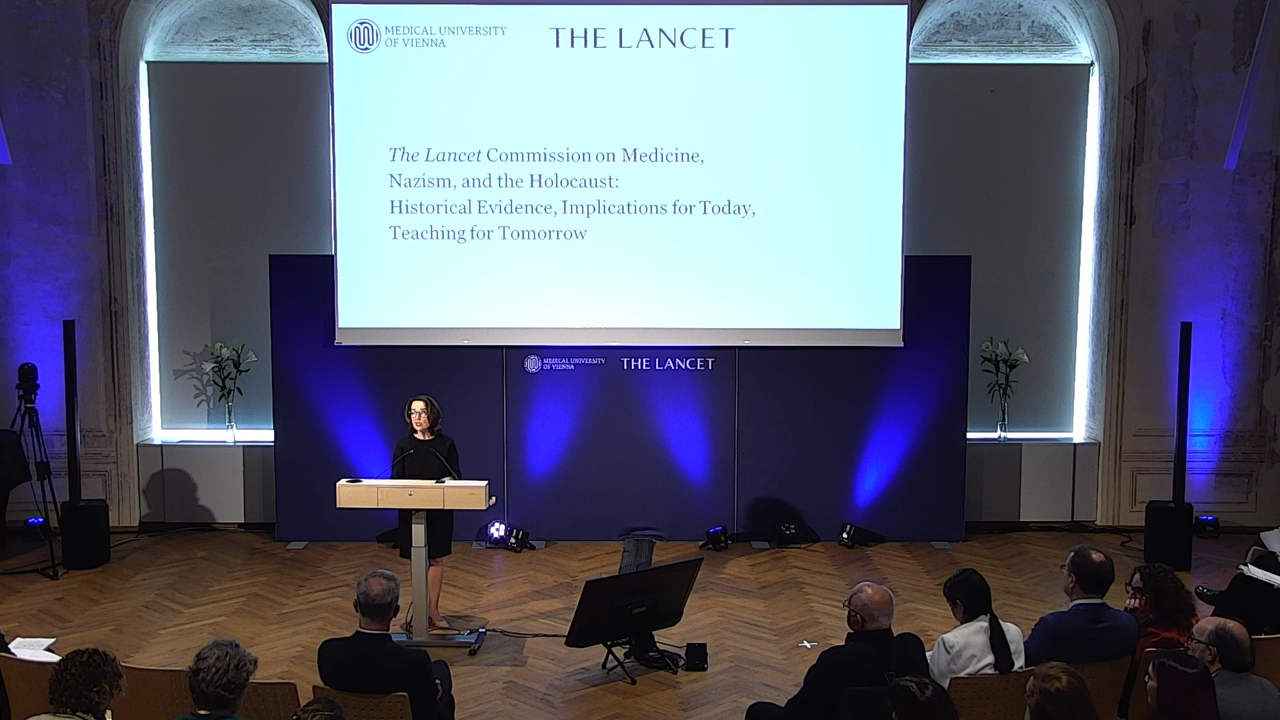 MEDICAL UNIVERSITY
OF VIENNA
THE LANCET
The Lancet Commission on Medicine,
Nazism, and the Holocaust:
Historical Evidence, Implications for Today,
Teaching for Tomorrow
MEDICAL UNIVERSITY
OF VIENNA
THE LANCET